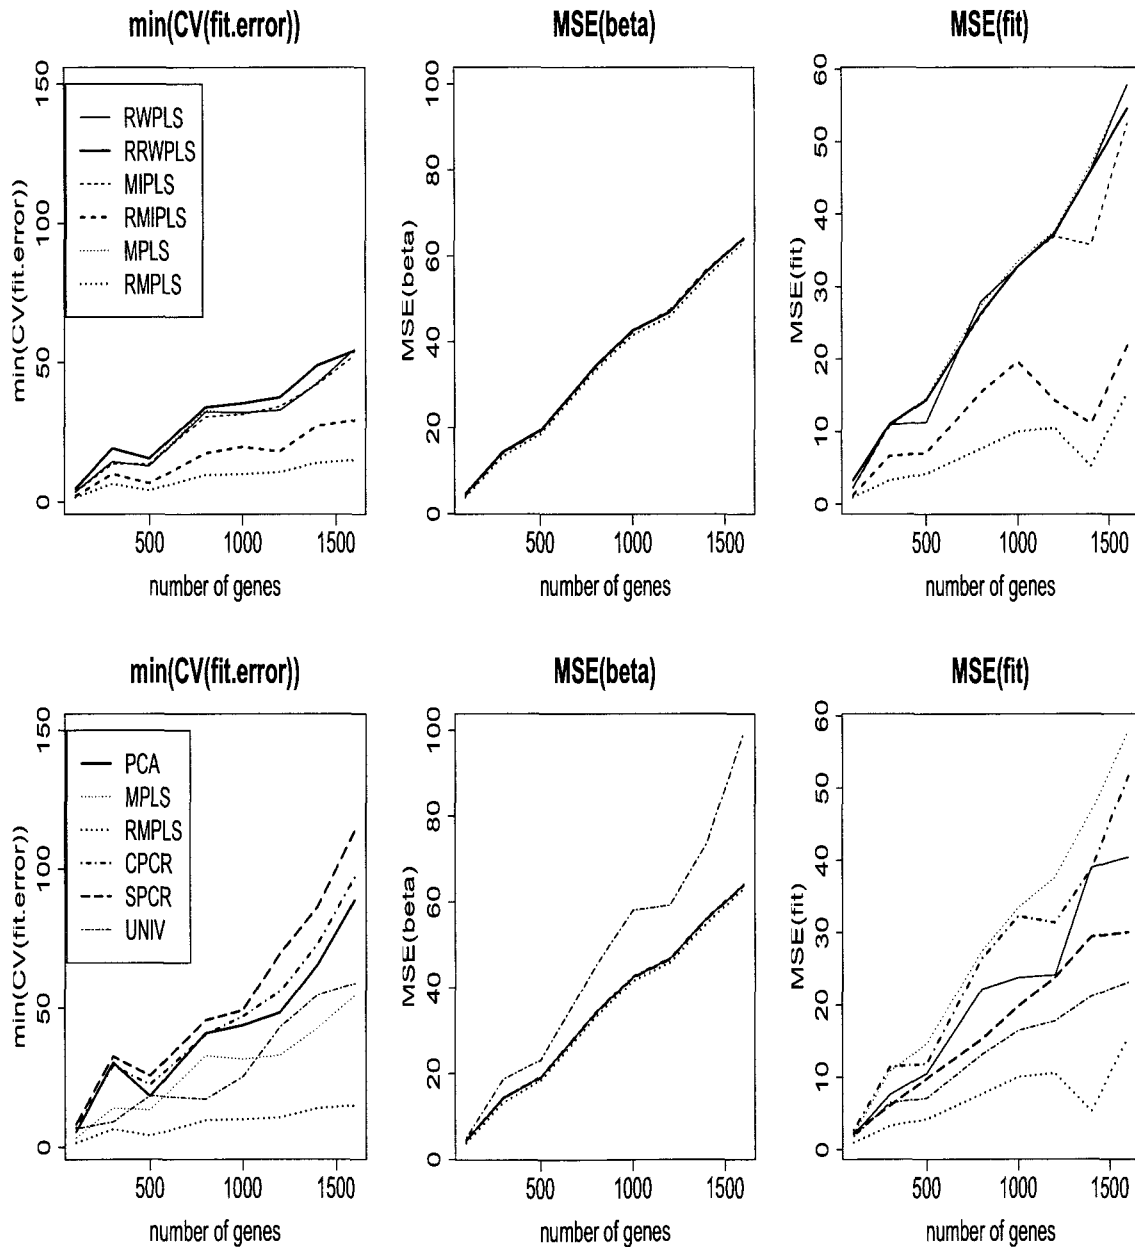 min(CV(fit.error))
MSE(beta)
MSE(fit)
min(CV(fit.error))
0
50
100
150
RWPLS
RRWPLS
MIPLS
RMIPLS
MPLS
RMPLS
500
1000
1500
number of genes
MSE(beta)
0
20
40
60
80
100
500
1000
1500
number of genes
MSE(fit)
0
10
20
30
40
50
60
500
1000
1500
number of genes
min(CV(fit.error))
MSE(beta)
MSE(fit)
min(CV(fit.error))
0
50
100
150
PCA
MPLS
RMPLS
CPCR
SPCR
UNIV
500
1000
1500
number of genes
MSE(beta)
0
20
40
60
80
100
500
1000
1500
number of genes
MSE(fit)
0
10
20
30
40
50
60
500
1000
1500
number of genes